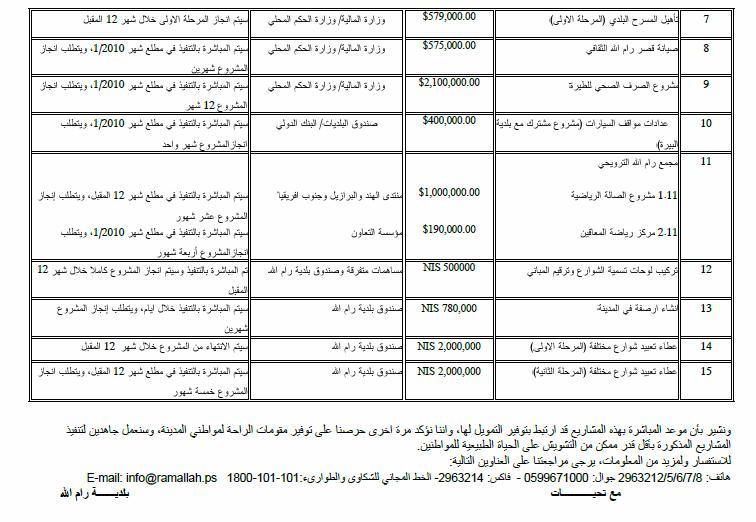 7 تأهيل المسرح البلدي (المرحلة الاولى) $579,000.00 وزارة المالية/ وزارة الحكم المحلي سيتم انجاز المرحلة الاولى خلال شهر 12 المقبل
8 صيانة قصر رام الله الثقافي $575,000.00 وزارة المالية/ وزارة الحكم المحلي سيتم المباشرة بالتنفيذ في مطلع شهر 1/2010، ويتطلب انجاز
المشروع شهرين
9 مشروع الصرف الصحي للطيرة $2,100,000.00 وزارة المالية/ وزارة الحكم المحلي سيتم المباشرة بالتنفيذ في مطلع شهر 1/2010، ويتطلب انجاز
المشروع 12 شهر
10 عدادات مواقف السيارات (مشروع مشترك مع بلدية $400,000.00 صندوق البلديات/ البنك الدولي سيتم المباشرة بالتنفيذ في مطلع شهر 1/2010، ويتطلب
البيرة) انجازالمشروع شهر واحد
11 مجمع رام الله الترويحي
1.11 مشروع الصالة الرياضية $1,000,000.00 منتدى الهند والبرازيل وجنوب افريقيا سيتم المباشرة بالتنفيذ في مطلع شهر 12 المقبل، ويتطلب إنجاز
المشروع عشر شهور
2.11 مركز رياضة المعاقين $190,000.00 مؤسسة التعاون سيتم المباشرة بالتنفيذ في مطلع شهر 1/2010، ويتطلب
انجازالمشروع أربعة شهور
12 تركيب لوحات تسمية الشوارع وترقيم المباني NIS 500000 مساهمات متفرقة وصندوق بلدية رام الله تم المباشرة بالتنفيذ وسيتم انجاز المشروع كاملا خلال شهر 12
المقبل
13 انشاء ارصفة في المدينة NIS 780,000 صندوق بلدية رام الله سيتم المباشرة بالتنفيذ خلال ايام، ويتطلب إنجاز المشروع
شهرين
14 عطاء تعبيد شوارع مختلفة (المرحلة الاولى) NIS 2,000,000 صندوق بلدية رام الله سيتم الانتهاء من المشروع خلال شهر 12 المقبل
15 عطاء تعبيد شوارع مختلفة (المرحلة الثانية) NIS 2,000,000 صندوق بلدية رام الله سيتم المباشرة بالتنفيذ في مطلع شهر 12 المقبل، ويتطلب انجاز
المشروع خمسة شهور
ونشير بأن موعد المباشرة بهذه المشاريع قد ارتبط بتوفير التمويل لها، واننا نؤكد مرة اخرى حرصنا على توفير مقومات الراحة لمواطني المدينة، وسنعمل جاهدين لتنفيذ
المشاريع المذكورة بأقل قدر ممكن من التشويش على الحياة الطبيعية للمواطنين.
للاستفسار ولمزيد من المعلومات، يرجى مراجعتنا على العناوين التالية:
هاتف: 2963212/5/6/7/8 جوال: 0599671000 - فاكس: 2963214- الخط المجاني للشكاوى والطوارىء:101-101-1800 E-mail: info@ramallah.ps
مع تحيـــــــــات بلديـــــــة رام الله